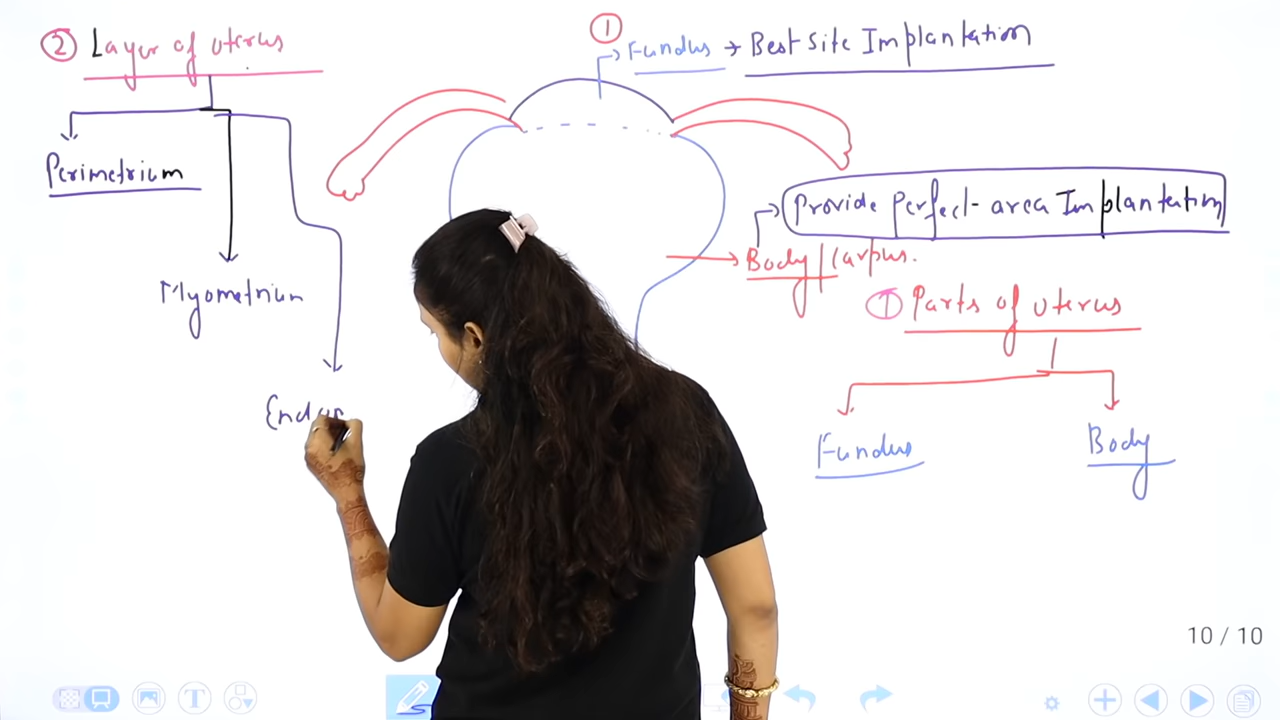 ② Layer of uterus
Perimetrium
Myometrium
Endo
①
Fundus → Best Site Implantation
Provide perfect area Implantation
Body / Carpus.
① Parts of uterus
Fundus
Body
10 / 10
T